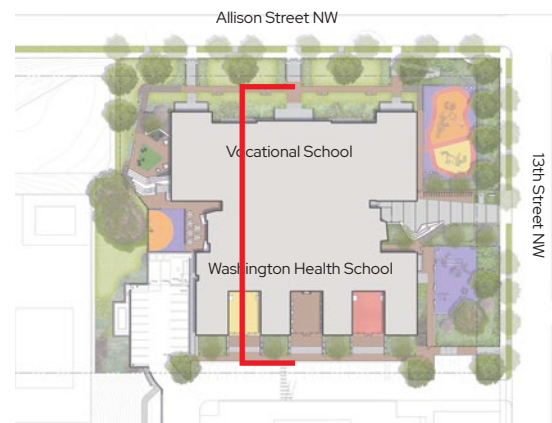 Allison Street NW
Vocational School
13th Street NW
Washington Health School